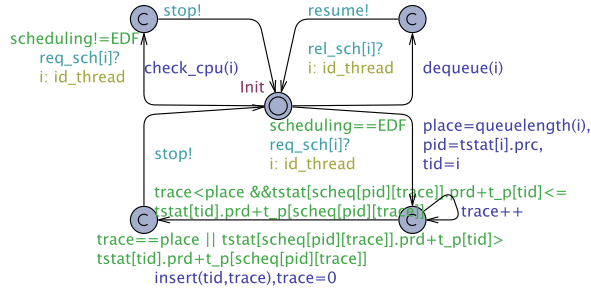 stop!
resume!
C
C
scheduling!=EDF
req_sch[i]?
i: id_thread
check_cpu(i)
rel_sch[i]?
i: id_thread
dequeue(i)
Init
scheduling==EDF
req_sch[i]?
i: id_thread
place=queuelength(i),
pid=tstat[i].prc,
tid=i
stop!
trace<place &&tstat[scheq[pid][trace]].prd+t_p[tid]<=
tstat[tid].prd+t_p[scheq[pid][trace]]
trace++
C
C
trace==place || tstat[scheq[pid][trace]].prd+t_p[tid]>
tstat[tid].prd+t_p[scheq[pid][trace]]
insert(tid,trace),trace=0